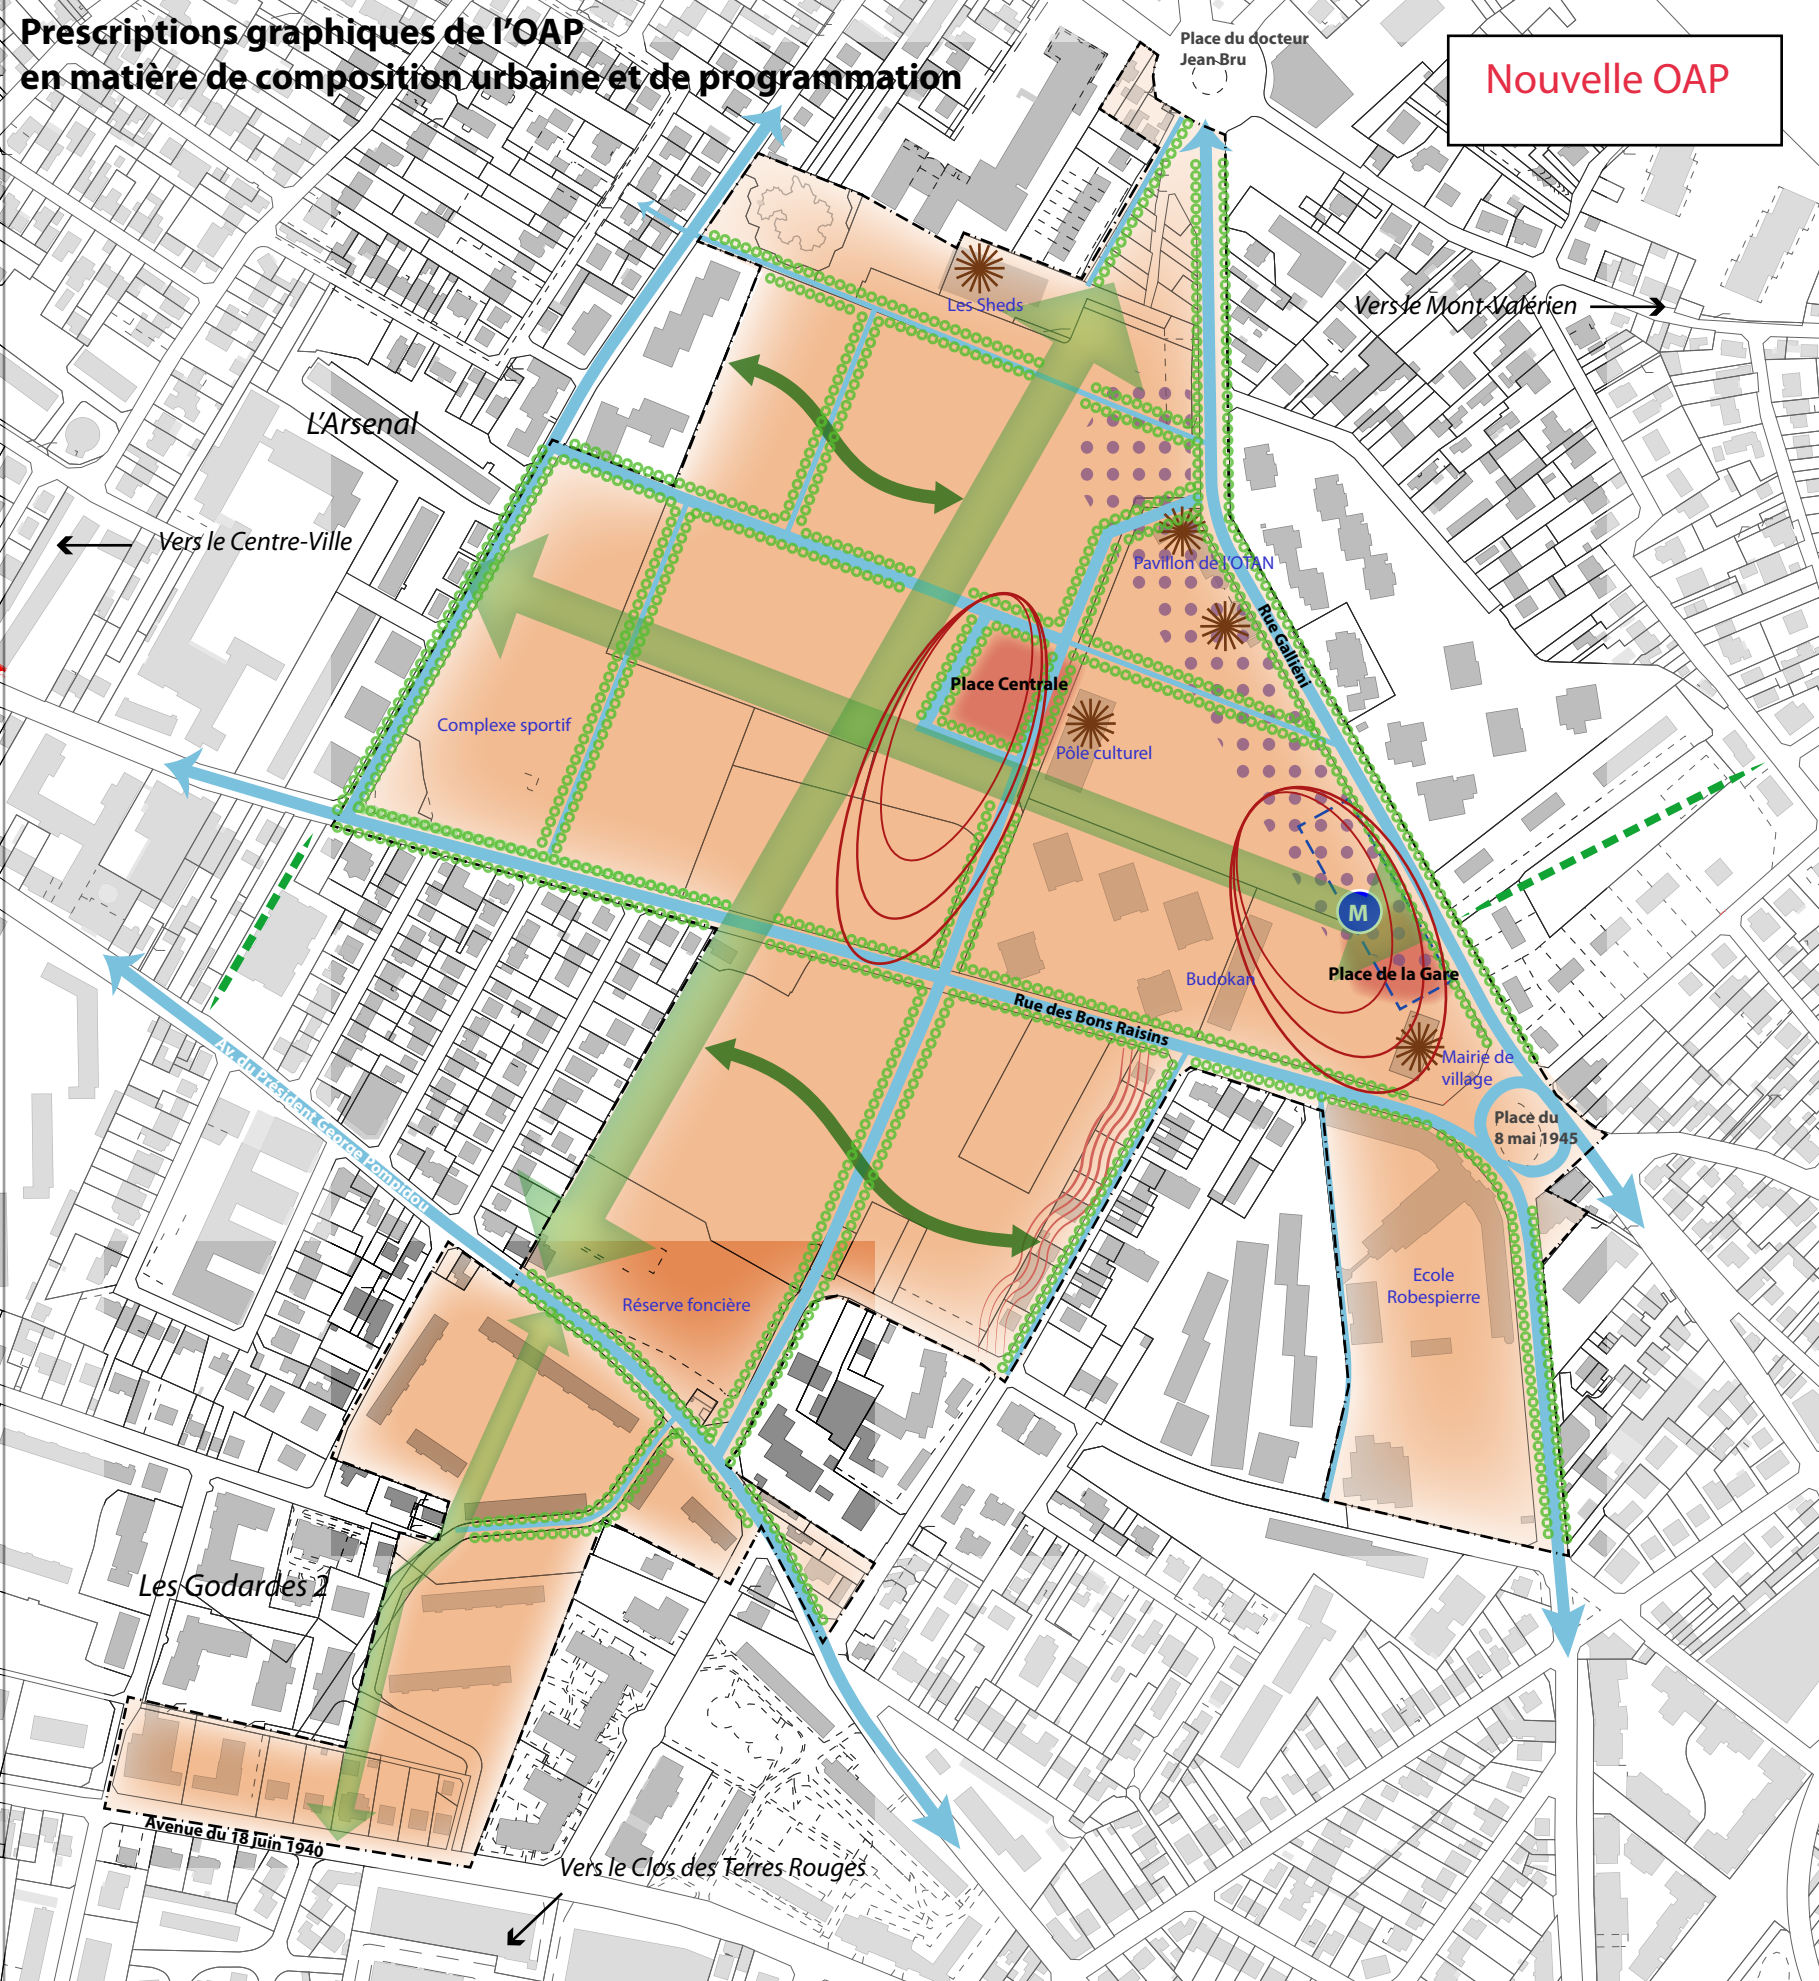 Prescriptions graphiques de l'OAP
en matière de composition urbaine et de programmation
Place du docteur
Jean Bru
Nouvelle OAP
Les Sheds
Vers le Mont-Valérien
L'Arsenal
Vers le Centre-Ville
Pavillon de l'OTAN
Rue Galliéni
Place Centrale
Complexe sportif
Pôle culturel
M
Place de la Gare
Budokan
Rue des Bons Raisins
Mairie de
village
Place du
8 mai 1945
Av. du Président George Pompidou
Ecole
Robespierre
Réserve foncière
Les Godardes 2
Avenue du 18 juin 1940
Vers le Clos des Terres Rouges